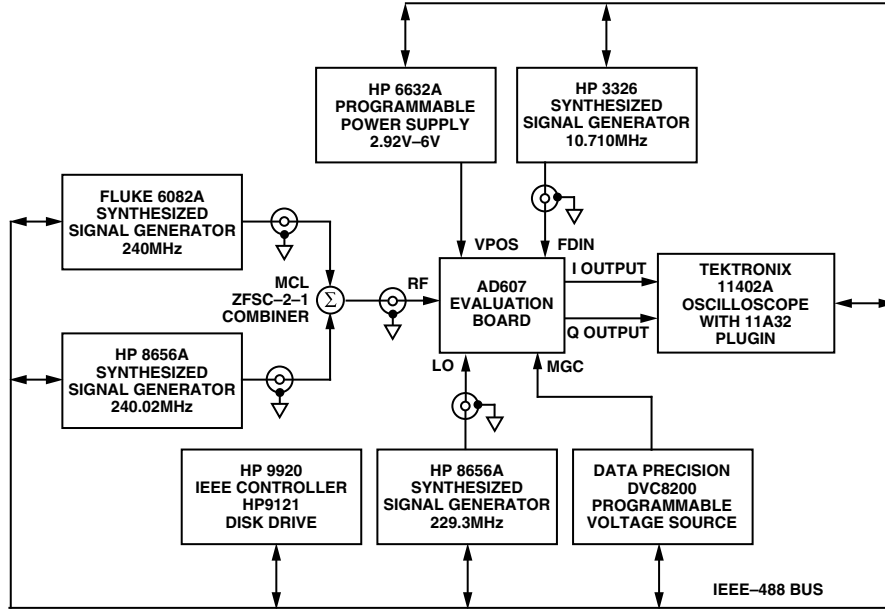 HP 6632A
PROGRAMMABLE
POWER SUPPLY
2.92V–6V
HP 3326
SYNTHESIZED
SIGNAL GENERATOR
10.710MHz
FLUKE 6082A
SYNTHESIZED
SIGNAL GENERATOR
240MHz
VPOS
FDIN
MCL
ZFSC–2–1
COMBINER
Σ
RF
AD607
EVALUATION
BOARD
I OUTPUT
Q OUTPUT
TEKTRONIX
11402A
OSCILLOSCOPE
WITH 11A32
PLUGIN
HP 8656A
SYNTHESIZED
SIGNAL GENERATOR
240.02MHz
LO
MGC
HP 9920
IEEE CONTROLLER
HP9121
DISK DRIVE
HP 8656A
SYNTHESIZED
SIGNAL GENERATOR
229.3MHz
DATA PRECISION
DVC8200
PROGRAMMABLE
VOLTAGE SOURCE
IEEE–488 BUS